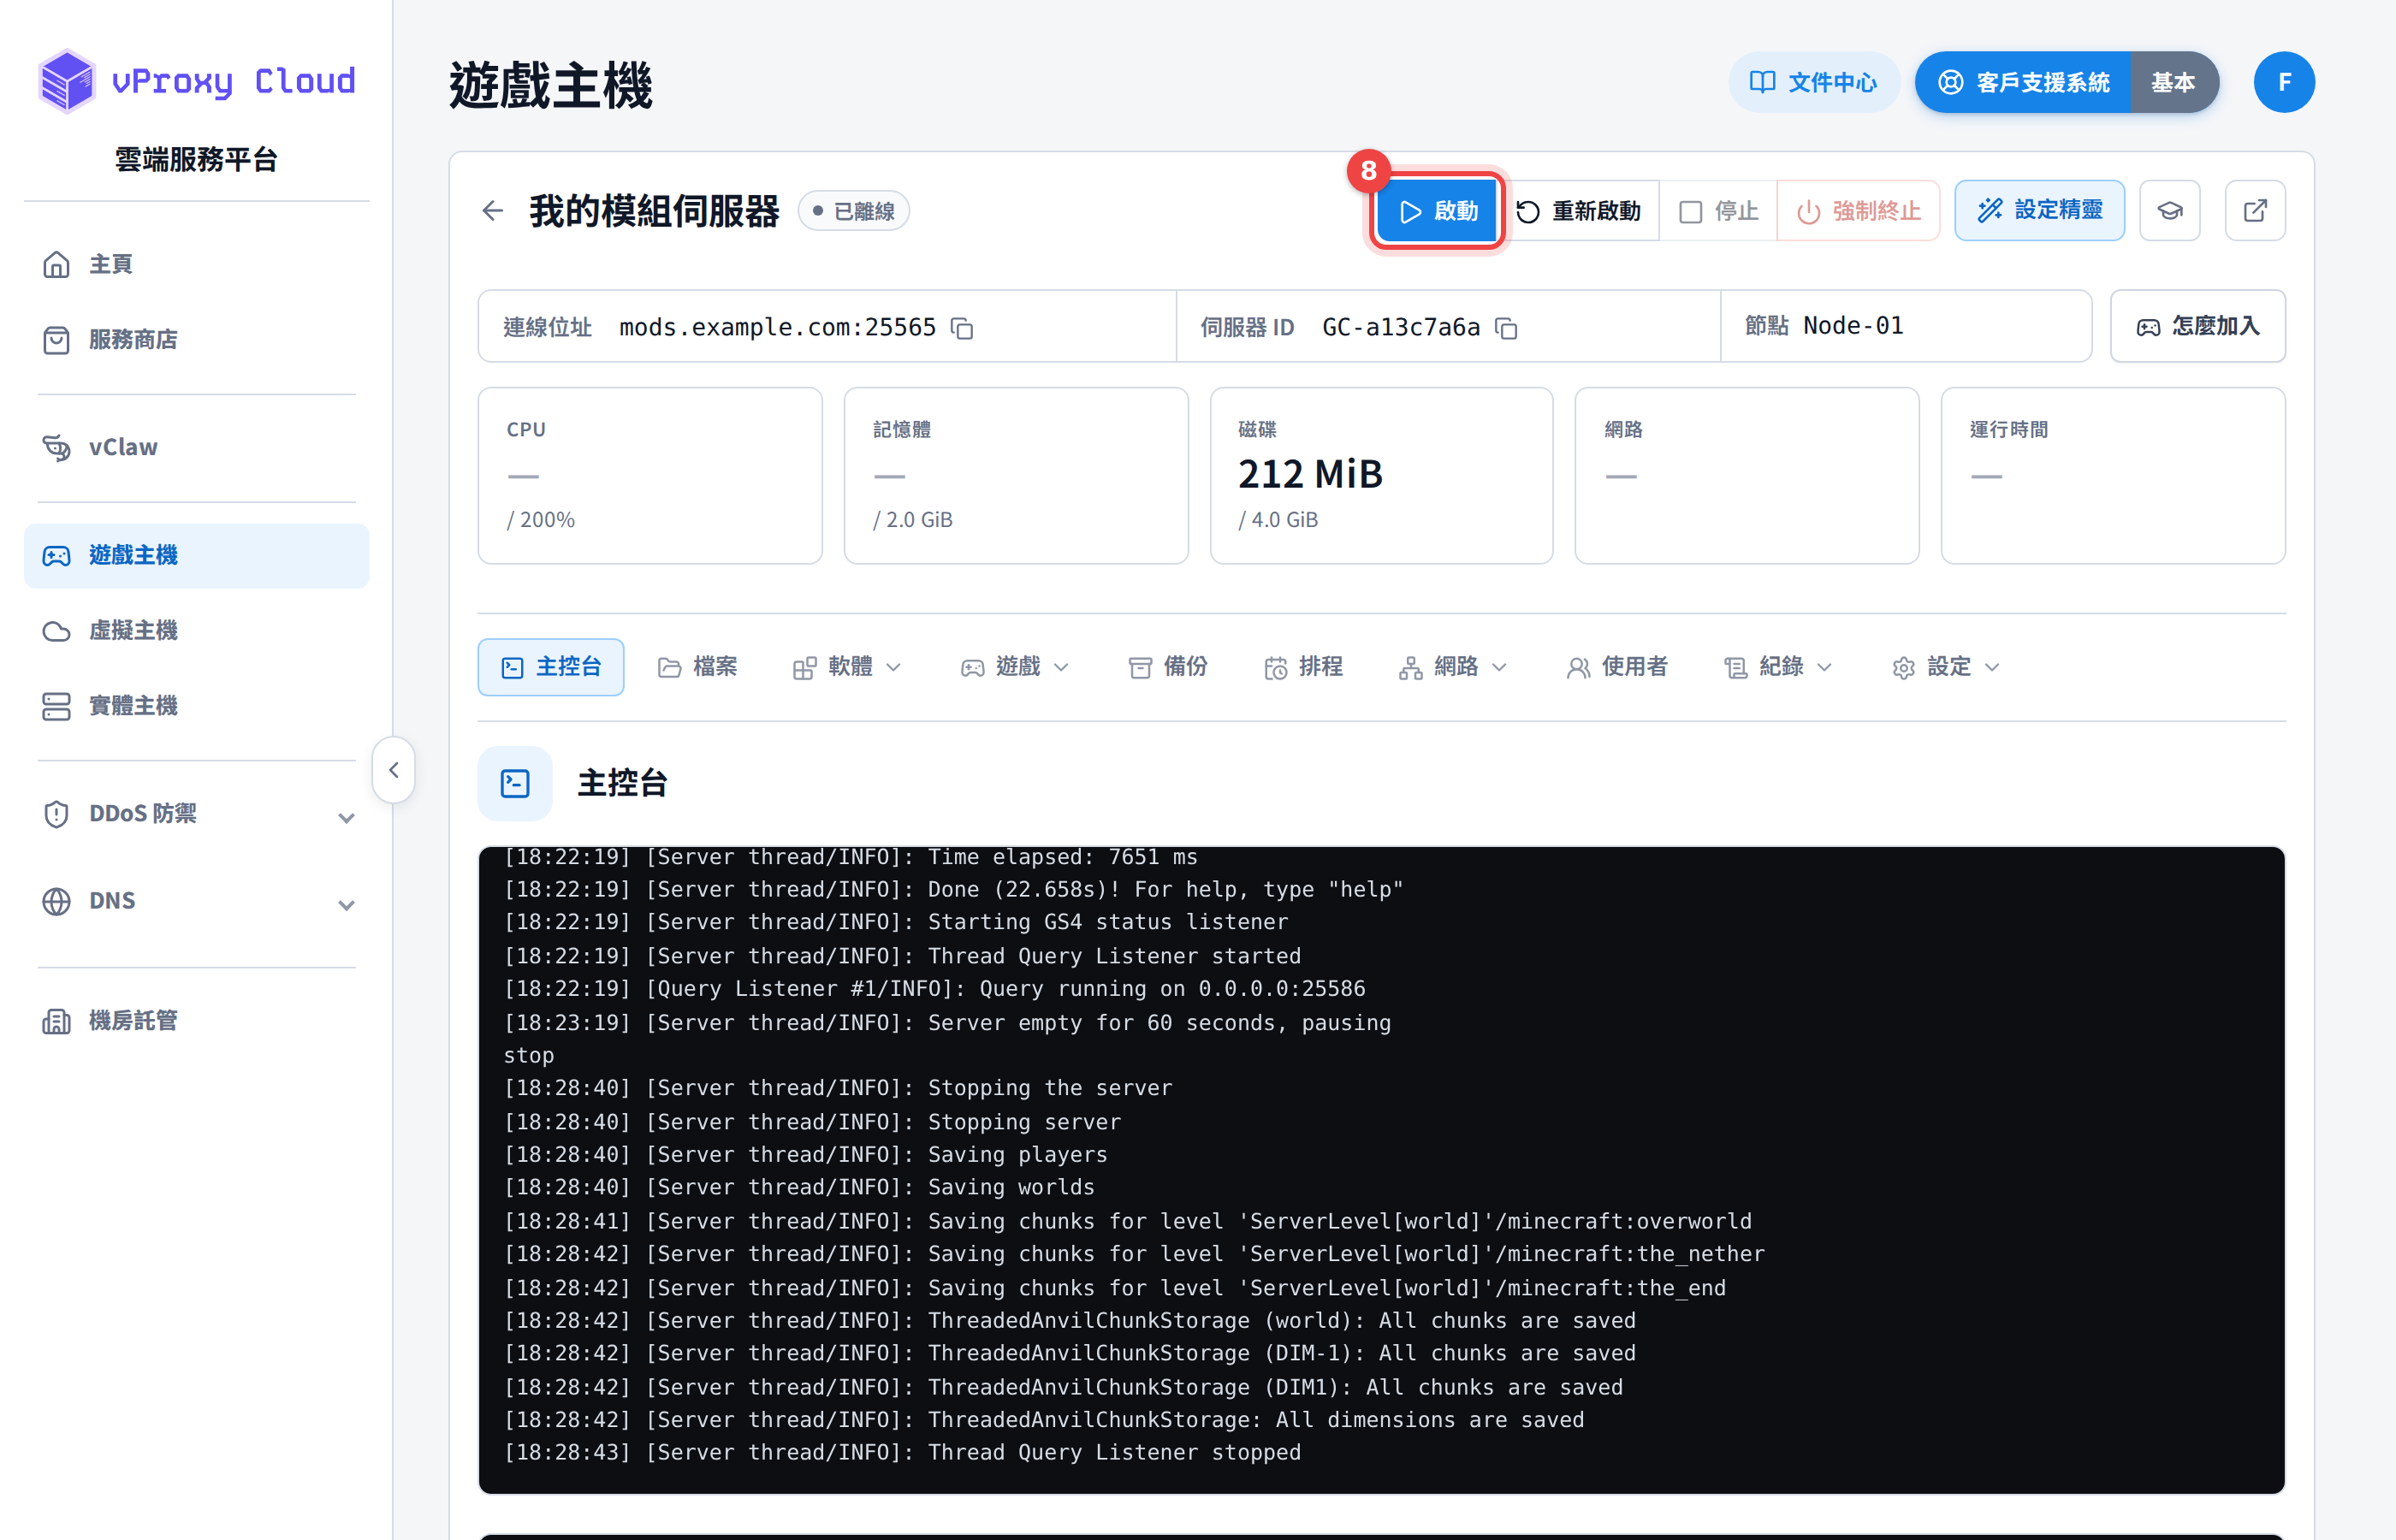 vProxy Cloud
雲端服務平台
主頁
服務商店
vClaw
遊戲主機
虛擬主機
實體主機
DDoS 防禦
DNS
機房託管
遊戲主機
文件中心
客戶支援系統 基本
F
我的模組伺服器
已離線
8
啟動
重新啟動
停止
強制終止
設定精靈
連線位址 mods.example.com:25565
伺服器 ID GC-a13c7a6a
節點 Node-01
怎麼加入
CPU
—
/ 200%
記憶體
—
/ 2.0 GiB
磁碟
212 MiB
/ 4.0 GiB
網路
—
運行時間
—
主控台
檔案
軟體
遊戲
備份
排程
網路
使用者
紀錄
設定
主控台
[18:22:19] [Server thread/INFO]: Time elapsed: 7651 ms
[18:22:19] [Server thread/INFO]: Done (22.658s)! For help, type "help"
[18:22:19] [Server thread/INFO]: Starting GS4 status listener
[18:22:19] [Server thread/INFO]: Thread Query Listener started
[18:22:19] [Query Listener #1/INFO]: Query running on 0.0.0.0:25586
[18:23:19] [Server thread/INFO]: Server empty for 60 seconds, pausing
stop
[18:28:40] [Server thread/INFO]: Stopping the server
[18:28:40] [Server thread/INFO]: Stopping server
[18:28:40] [Server thread/INFO]: Saving players
[18:28:40] [Server thread/INFO]: Saving worlds
[18:28:41] [Server thread/INFO]: Saving chunks for level 'ServerLevel[world]'/minecraft:overworld
[18:28:42] [Server thread/INFO]: Saving chunks for level 'ServerLevel[world]'/minecraft:the_nether
[18:28:42] [Server thread/INFO]: Saving chunks for level 'ServerLevel[world]'/minecraft:the_end
[18:28:42] [Server thread/INFO]: ThreadedAnvilChunkStorage (world): All chunks are saved
[18:28:42] [Server thread/INFO]: ThreadedAnvilChunkStorage (DIM-1): All chunks are saved
[18:28:42] [Server thread/INFO]: ThreadedAnvilChunkStorage (DIM1): All chunks are saved
[18:28:42] [Server thread/INFO]: ThreadedAnvilChunkStorage: All dimensions are saved
[18:28:43] [Server thread/INFO]: Thread Query Listener stopped